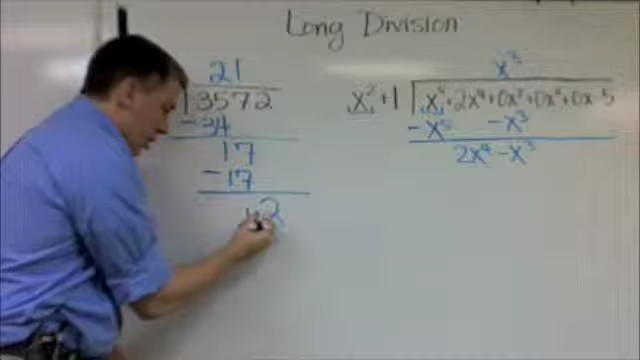 Long Division
21
3572
-34
17
-17
2
x³
x²+1 x⁵+2x⁴+0x³+0x²+0x-5
-x⁵ -x³
2x⁴-x³